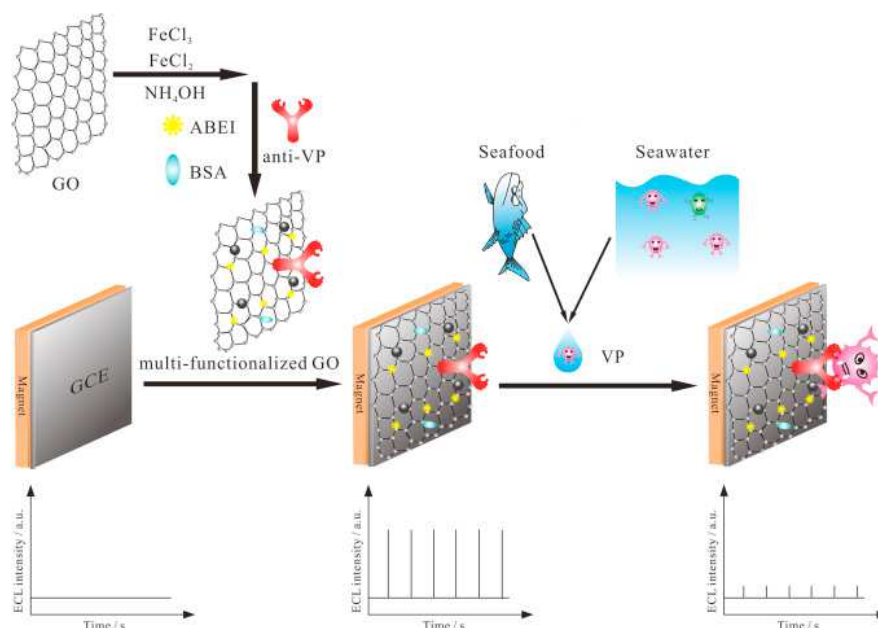 FeCl₃
FeCl₂
NH₄OH
ABEI
BSA
anti-VP
GO
Seafood
Seawater
multi-functionalized GO
VP
Magnet
GCE
Magnet
Magnet
ECL intensity / a.u.
Time / s
ECL intensity / a.u.
Time / s
ECL intensity / a.u.
Time / s